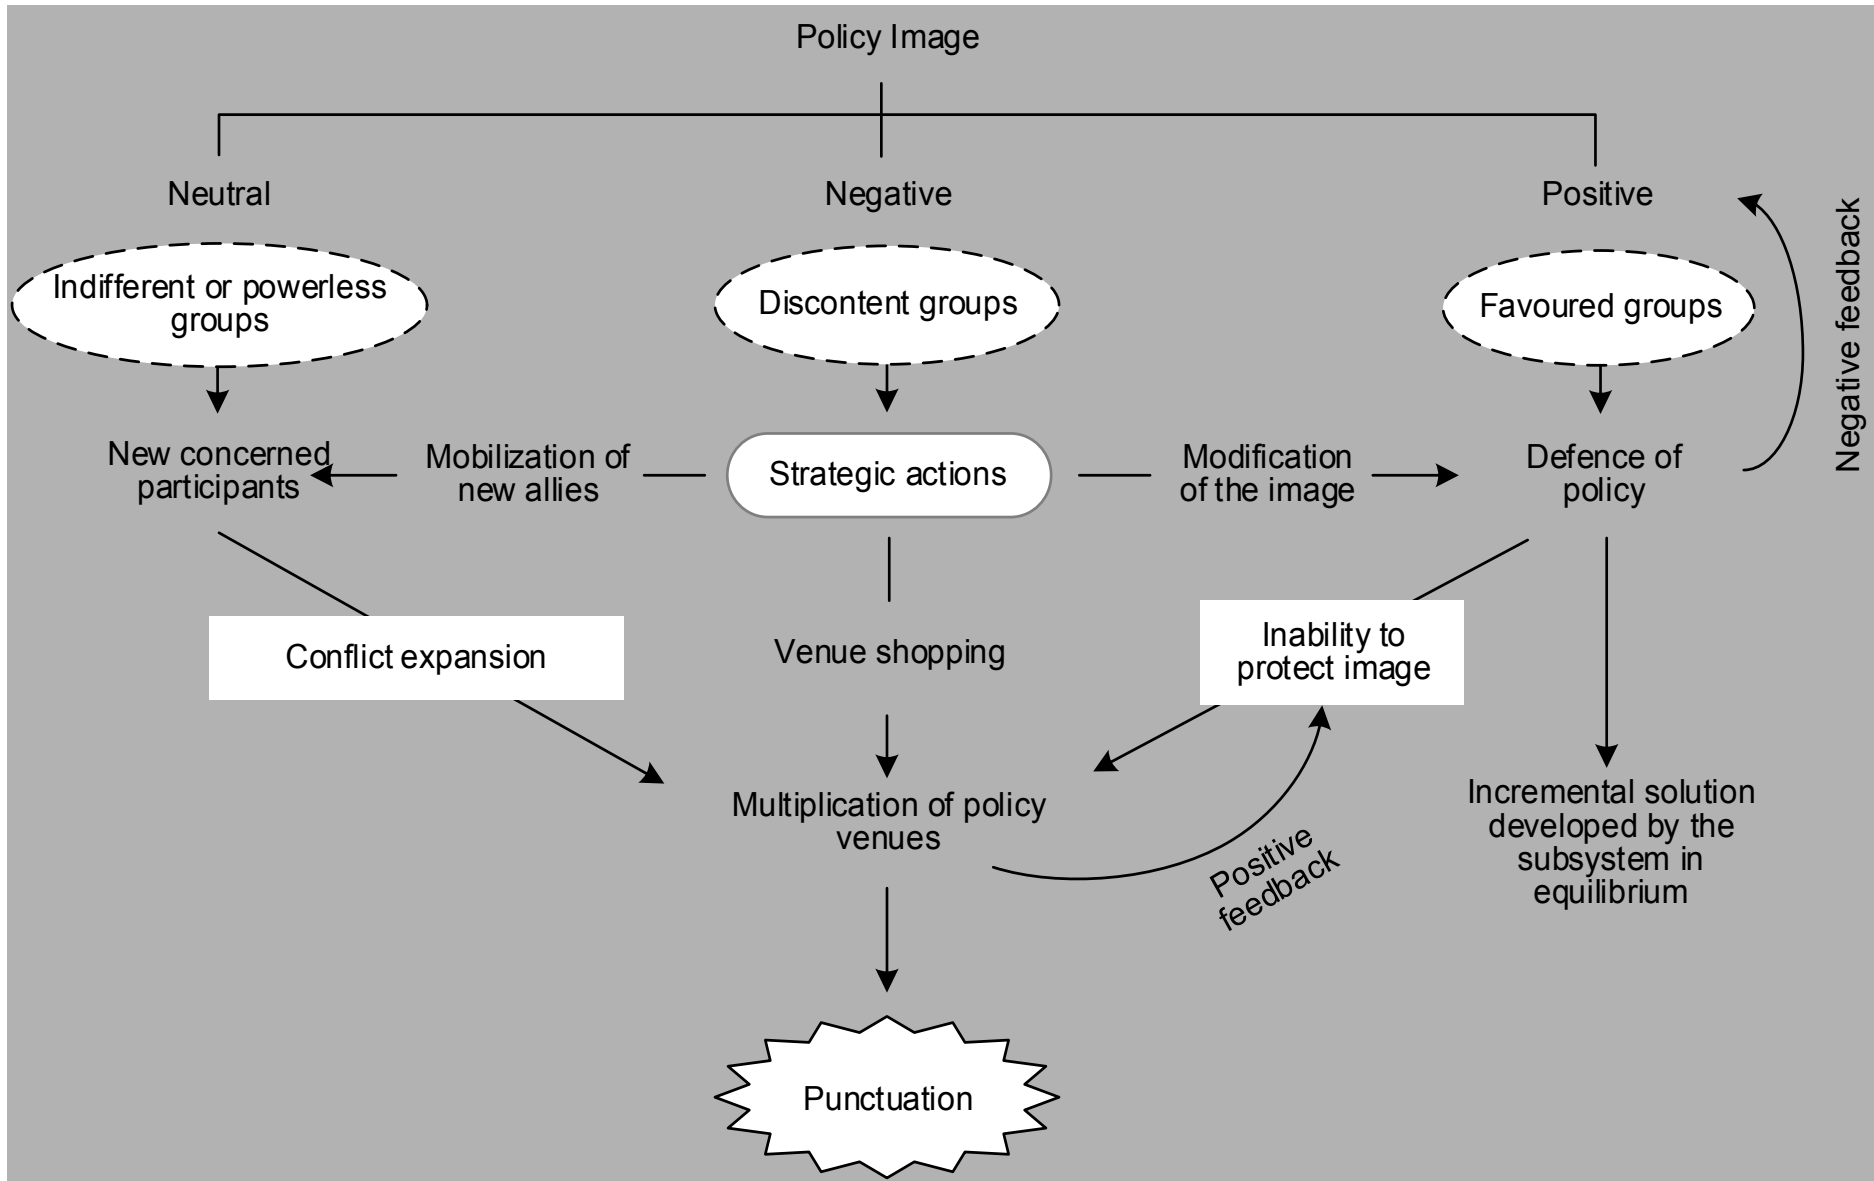 Policy Image
Neutral
Negative
Positive
Indifferent or powerless
groups
Discontent groups
Favoured groups
Negative feedback
New concerned
participants
Mobilization of
new allies
Strategic actions
Modification
of the image
Defence of
policy
Conflict expansion
Venue shopping
Inability to
protect image
Multiplication of policy
venues
Positive
feedback
Incremental solution
developed by the
subsystem in
equilibrium
Punctuation